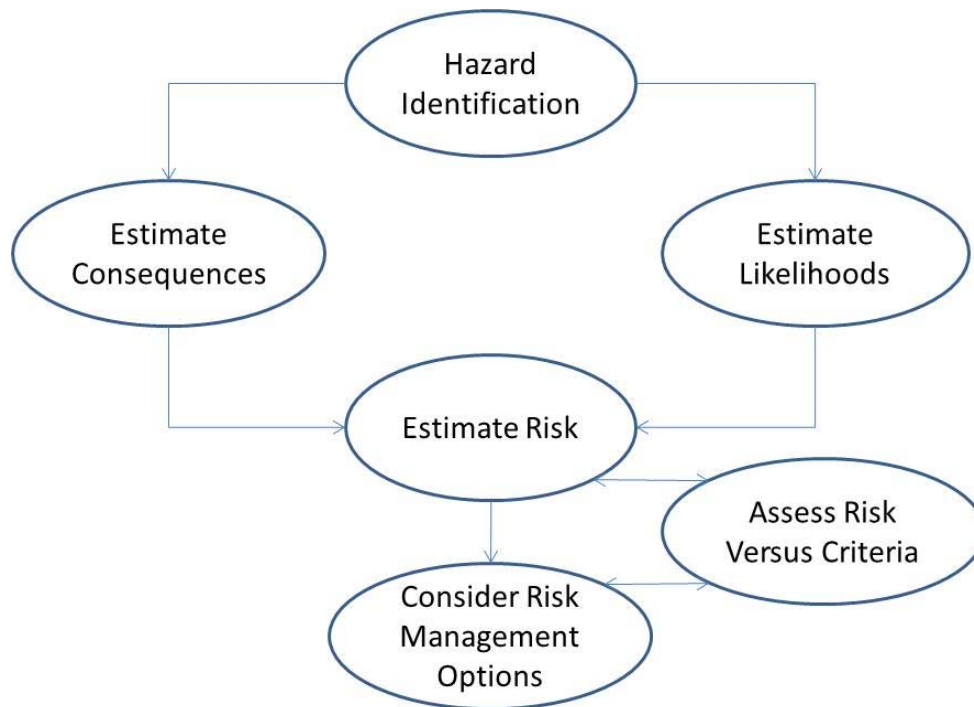 Hazard
Identification
Estimate
Consequences
Estimate
Likelihoods
Estimate Risk
Assess Risk
Versus Criteria
Consider Risk
Management
Options